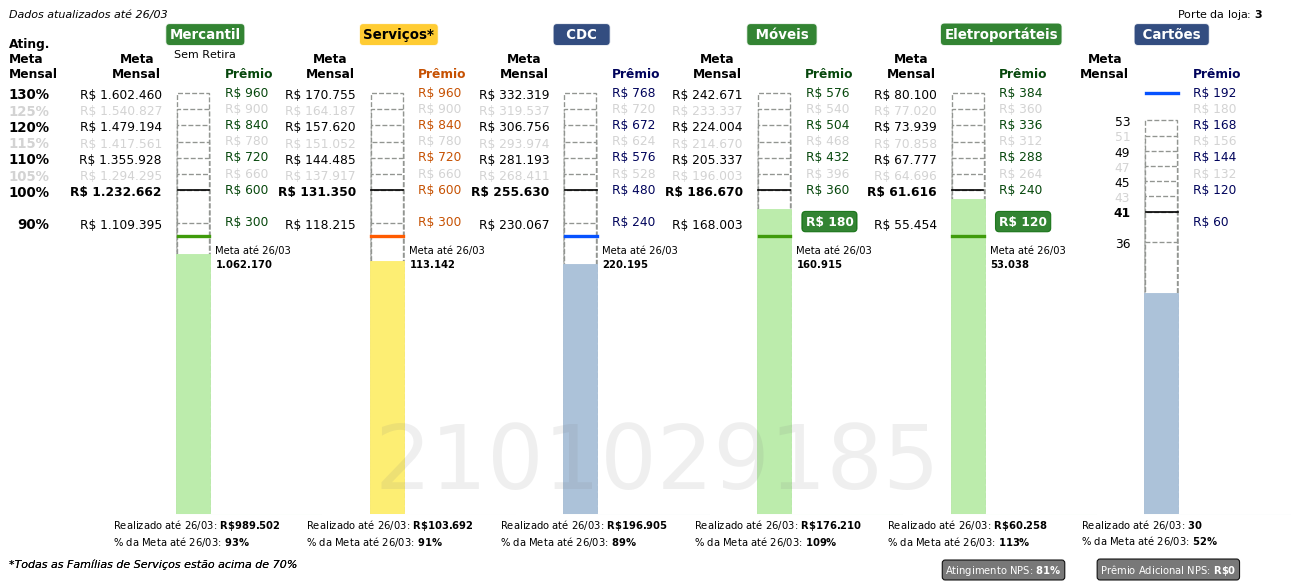 Dados atualizados até 26/03
Porte da loja: 3
Mercantil Serviços* CDC Móveis Eletroportáteis Cartões
Sem Retira
Ating. Meta Mensal
Meta Mensal Prêmio Meta Mensal Prêmio Meta Mensal Prêmio Meta Mensal Prêmio Meta Mensal Prêmio Meta Mensal Prêmio
130% R$ 1.602.460 R$ 960 R$ 170.755 R$ 960 R$ 332.319 R$ 768 R$ 242.671 R$ 576 R$ 80.100 R$ 384 R$ 192
125% R$ 1.540.827 R$ 900 R$ 164.187 R$ 900 R$ 319.537 R$ 720 R$ 233.337 R$ 540 R$ 77.020 R$ 360 R$ 180
120% R$ 1.479.194 R$ 840 R$ 157.620 R$ 840 R$ 306.756 R$ 672 R$ 224.004 R$ 504 R$ 73.939 R$ 336 53 R$ 168
115% R$ 1.417.561 R$ 780 R$ 151.052 R$ 780 R$ 293.974 R$ 624 R$ 214.670 R$ 468 R$ 70.858 R$ 312 51 R$ 156
110% R$ 1.355.928 R$ 720 R$ 144.485 R$ 720 R$ 281.193 R$ 576 R$ 205.337 R$ 432 R$ 67.777 R$ 288 49 R$ 144
105% R$ 1.294.295 R$ 660 R$ 137.917 R$ 660 R$ 268.411 R$ 528 R$ 196.003 R$ 396 R$ 64.696 R$ 264 47 R$ 132
100% R$ 1.232.662 R$ 600 R$ 131.350 R$ 600 R$ 255.630 R$ 480 R$ 186.670 R$ 360 R$ 61.616 R$ 240 45 R$ 120
43
41
90% R$ 1.109.395 R$ 300 R$ 118.215 R$ 300 R$ 230.067 R$ 240 R$ 168.003 R$ 180 R$ 55.454 R$ 120 R$ 60
36
Meta até 26/03 Meta até 26/03 Meta até 26/03 Meta até 26/03 Meta até 26/03
1.062.170 113.142 220.195 160.915 53.038
2101029185
Realizado até 26/03: R$989.502 Realizado até 26/03: R$103.692 Realizado até 26/03: R$196.905 Realizado até 26/03: R$176.210 Realizado até 26/03: R$60.258 Realizado até 26/03: 30
% da Meta até 26/03: 93% % da Meta até 26/03: 91% % da Meta até 26/03: 89% % da Meta até 26/03: 109% % da Meta até 26/03: 113% % da Meta até 26/03: 52%
*Todas as Famílias de Serviços estão acima de 70%
Atingimento NPS: 81% Prêmio Adicional NPS: R$0